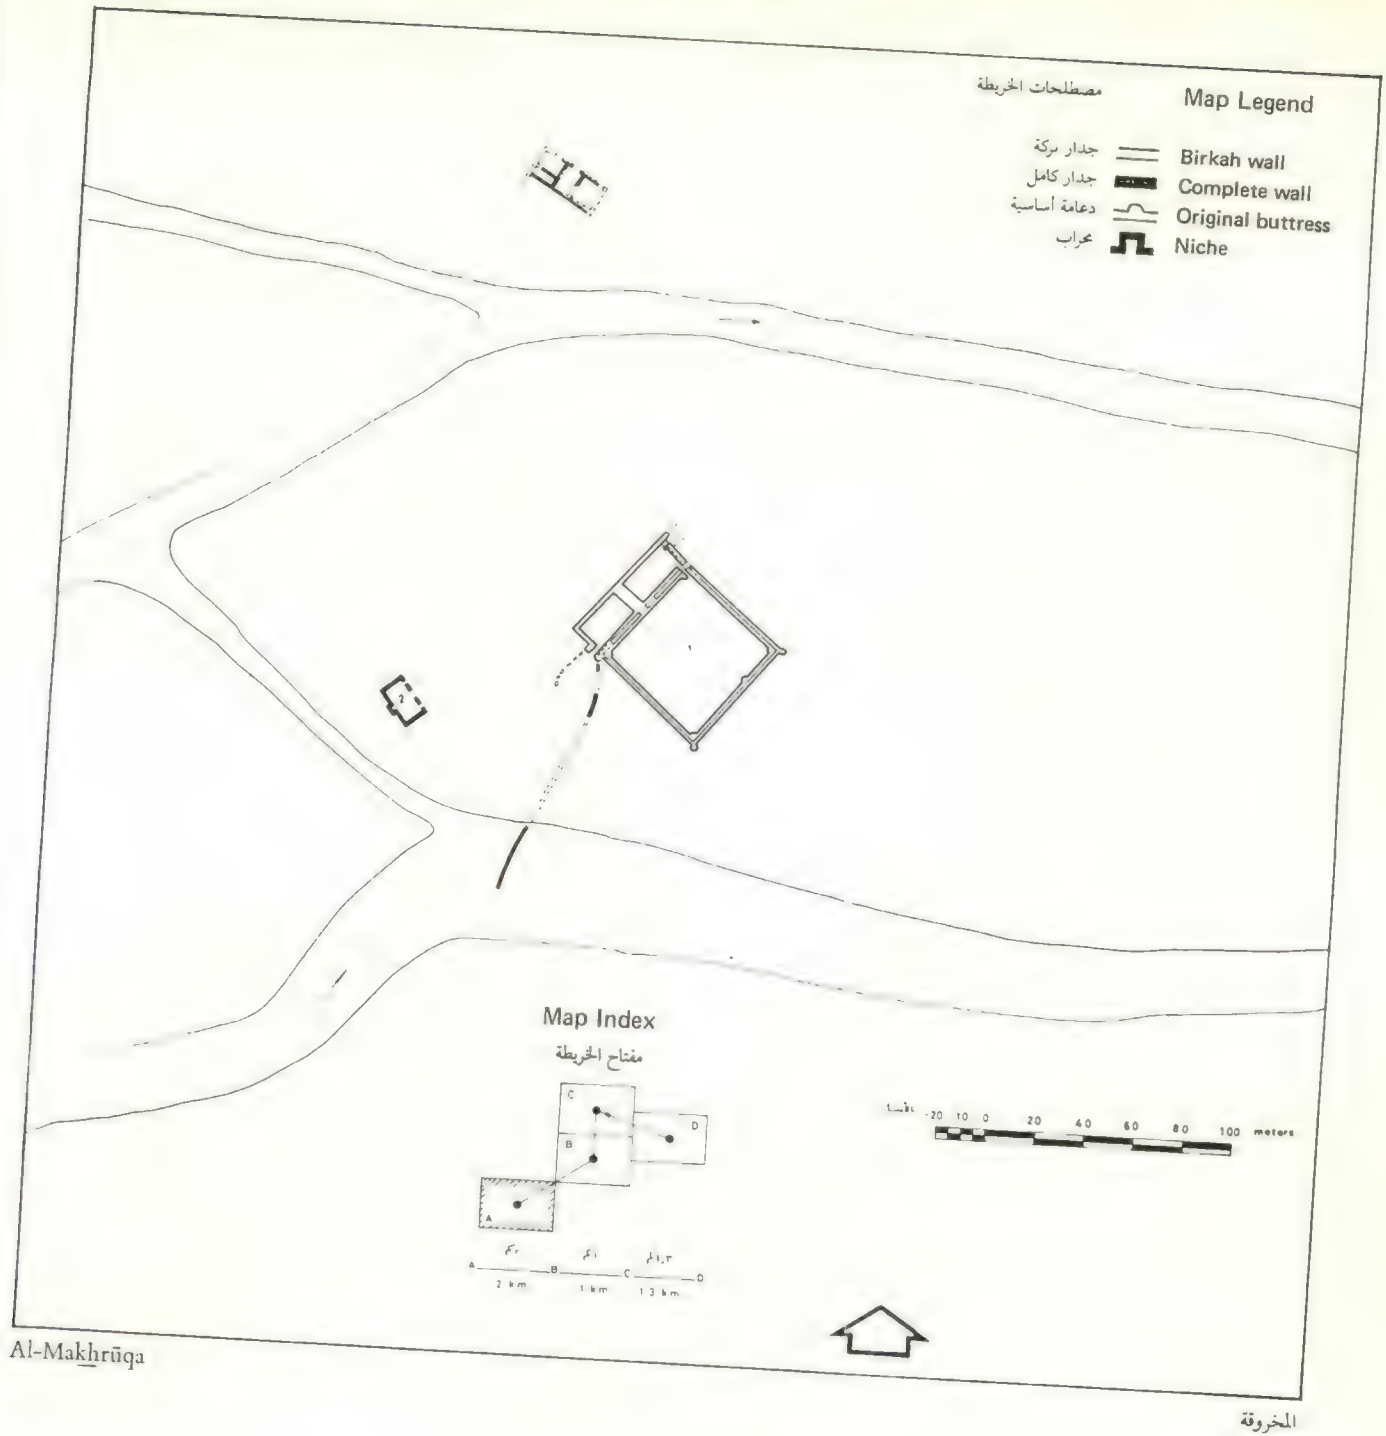 مصطلحات الخريطة Map Legend
جدار بركة Birkah wall
جدار كامل Complete wall
دعامة أساسية Original buttress
محراب Niche
1
2
Map Index
مفتاح الخريطة
C
D
B
A
A B C D
2 km 1 km 1.3 km
20 10 0 20 40 60 80 100 meters
Al-Makhrūqa
المخروقة